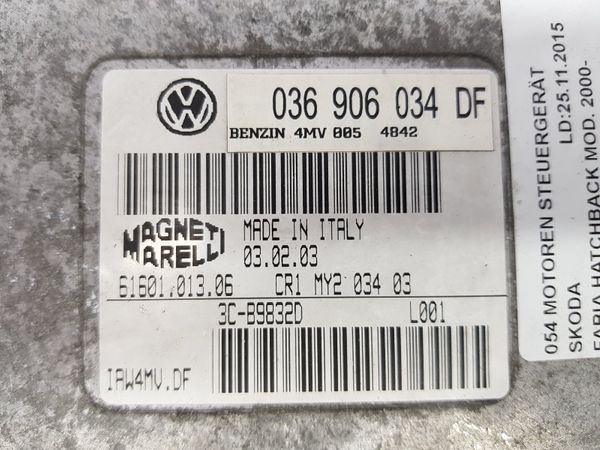 036 906 034 DF
BENZIN 4MV 005 4842
MAGNETI
MARELLI
MADE IN ITALY
03.02.03
61601.013.06 CR1 MY2 034 03
3C-B9832D L001
IAW4MV.DF
054 MOTOREN STEUERGERÄT
LD:25.11.2015
SKODA
FABIA HATCHBACK MOD. 2000-